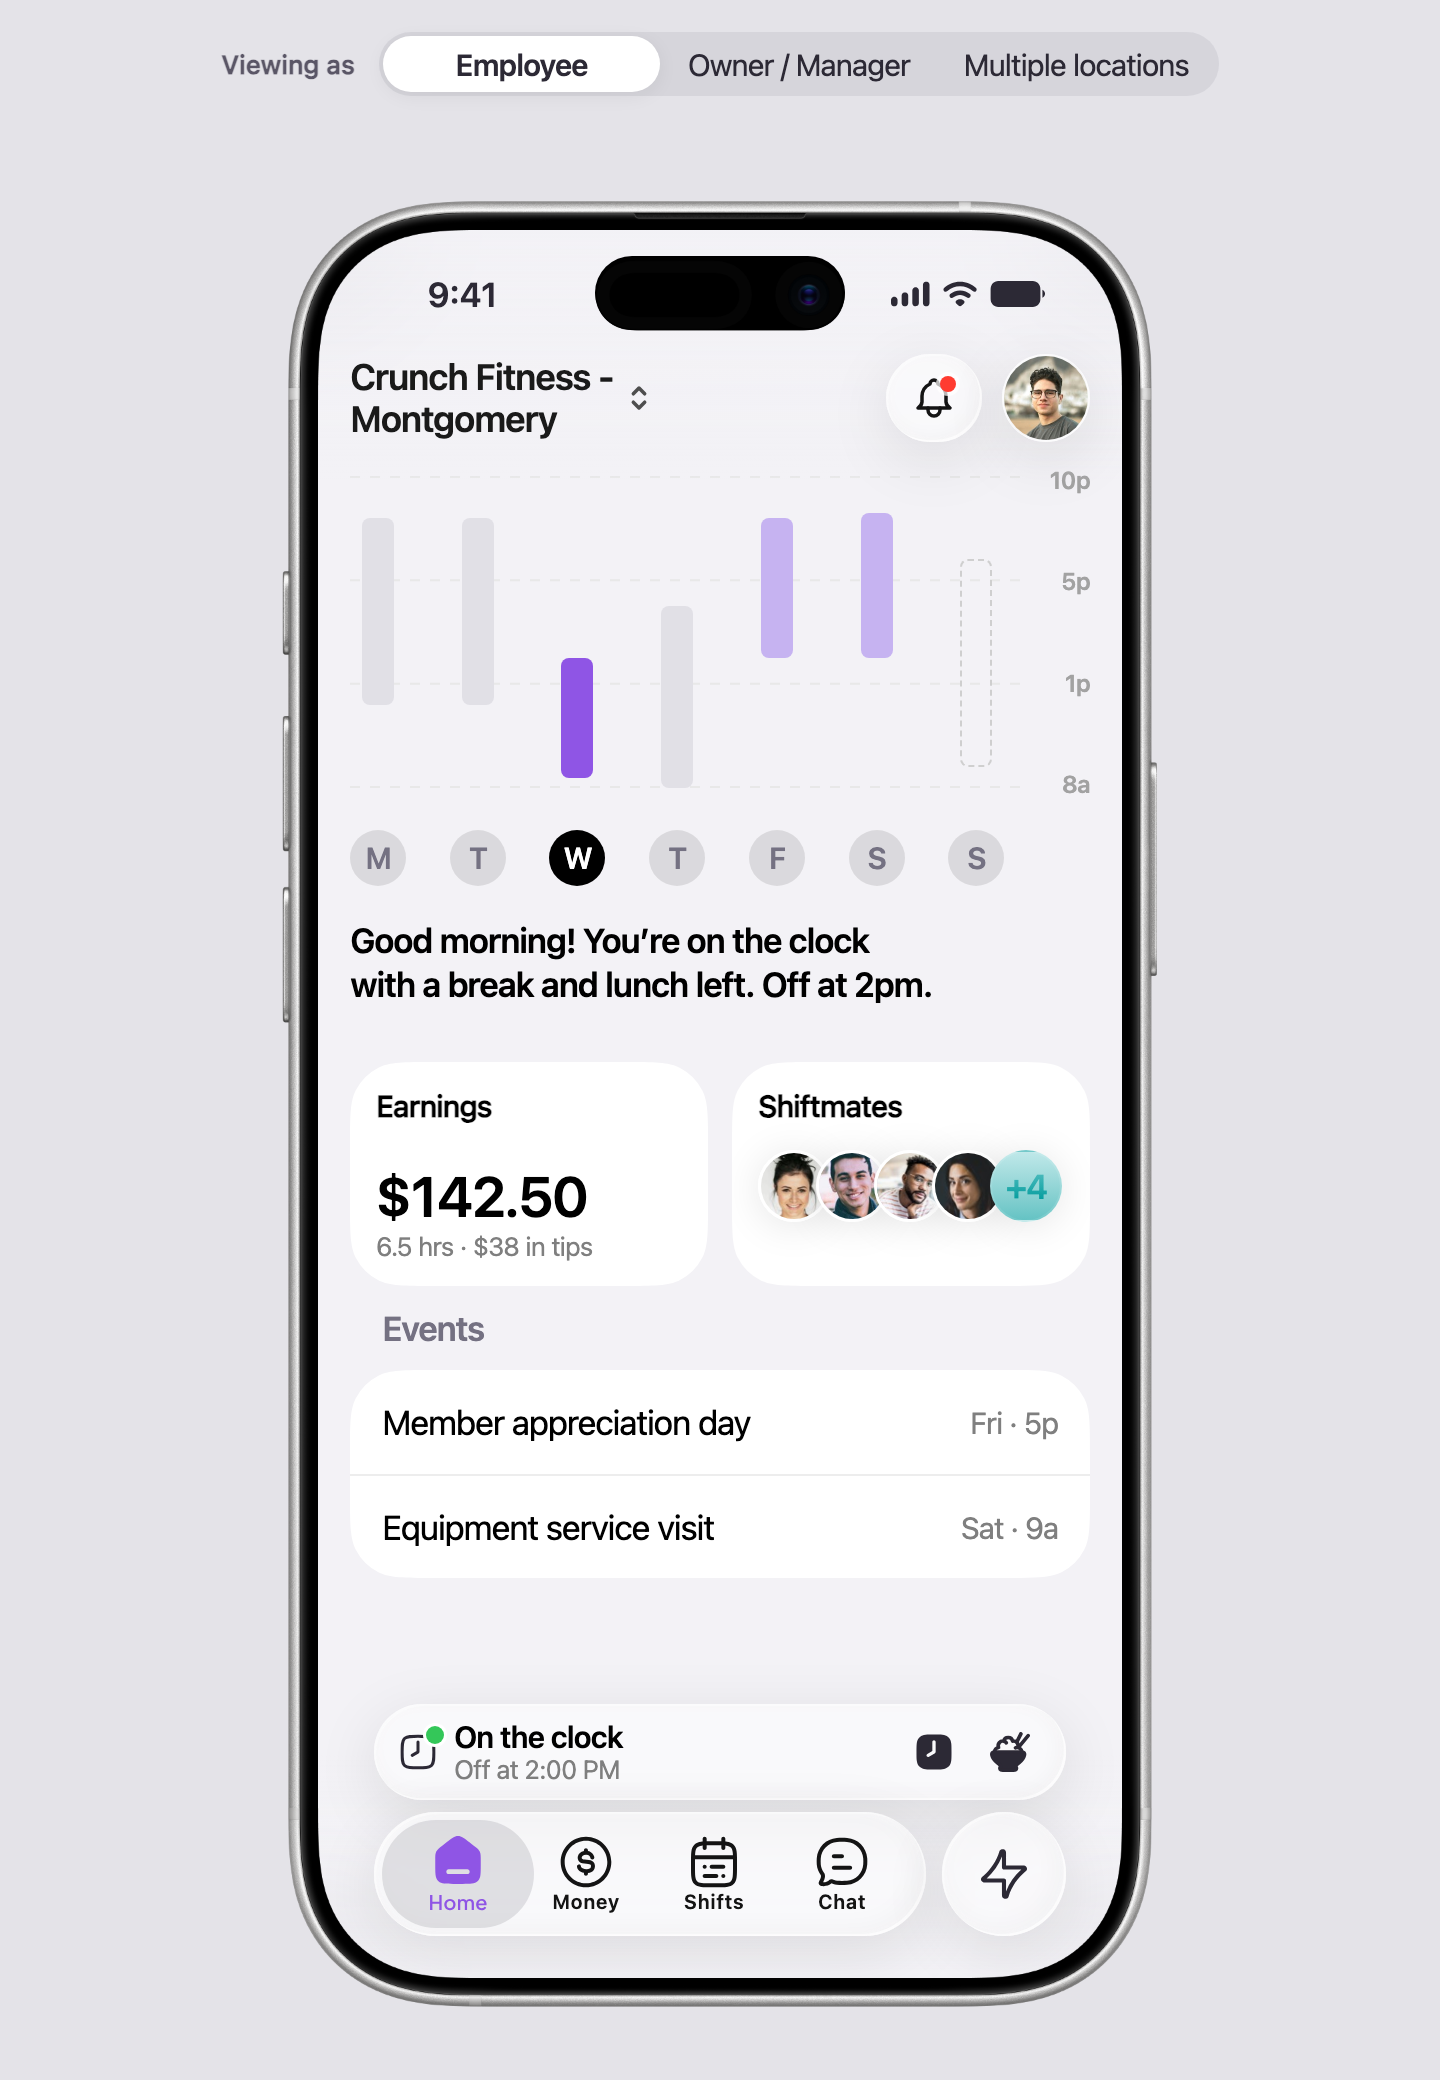 Viewing as
Employee
Owner / Manager
Multiple locations
9:41
Crunch Fitness -
Montgomery
10p
5p
1p
8a
M
T
W
T
F
S
S
Good morning! You’re on the clock
with a break and lunch left. Off at 2pm.
Earnings
$142.50
6.5 hrs · $38 in tips
Shiftmates
+4
Events
Member appreciation day
Fri · 5p
Equipment service visit
Sat · 9a
On the clock
Off at 2:00 PM
Home
Money
Shifts
Chat